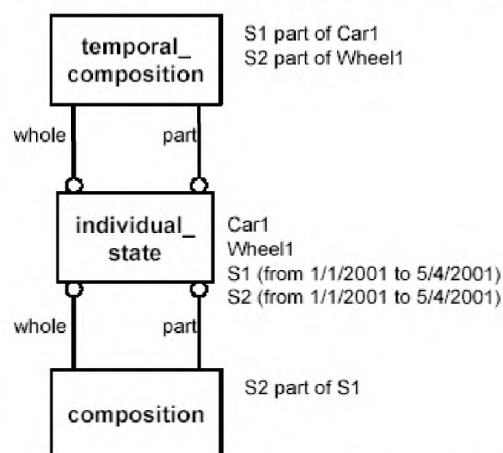 temporal_
composition
S1 part of Car1
S2 part of Wheel1
whole
part
individual_
state
Car1
Wheel1
S1 (from 1/1/2001 to 5/4/2001)
S2 (from 1/1/2001 to 5/4/2001)
whole
part
composition
S2 part of S1